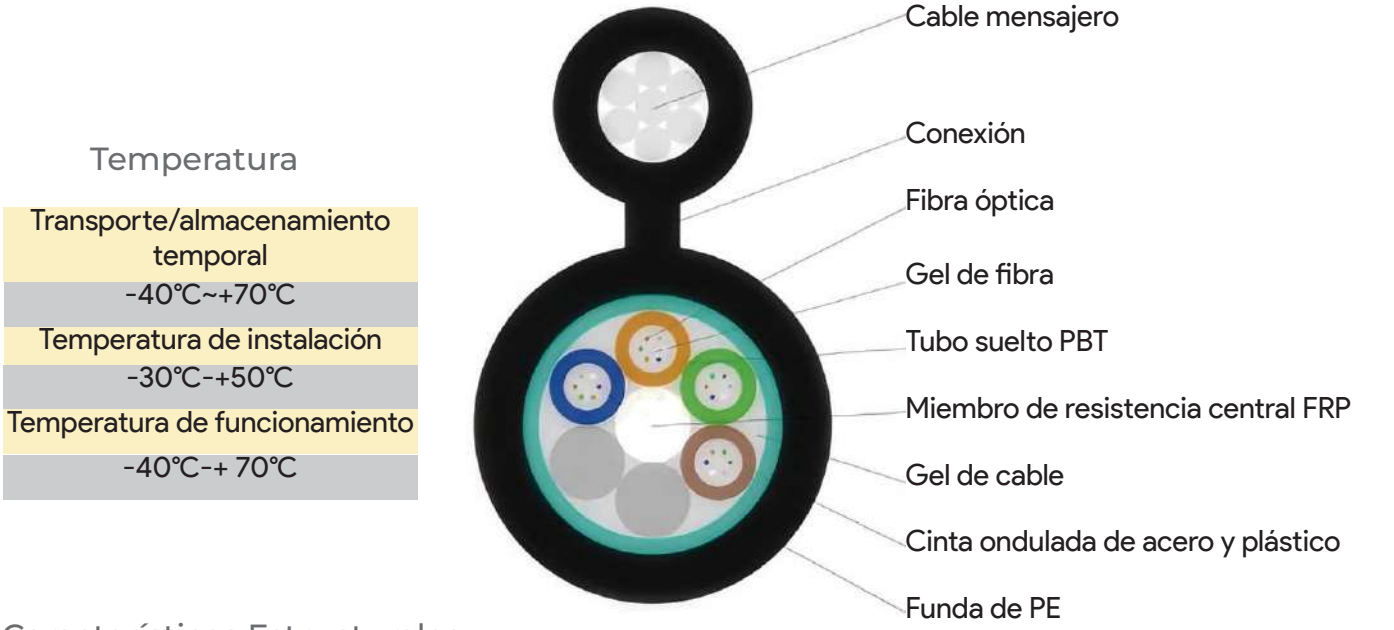 Temperatura
Transporte/almacenamiento
temporal
-40°C~+70°C
Temperatura de instalación
-30°C-+50°C
Temperatura de funcionamiento
-40°C-+ 70°C
Cable mensajero
Conexión
Fibra óptica
Gel de fibra
Tubo suelto PBT
Miembro de resistencia central FRP
Gel de cable
Cinta ondulada de acero y plástico
Funda de PE